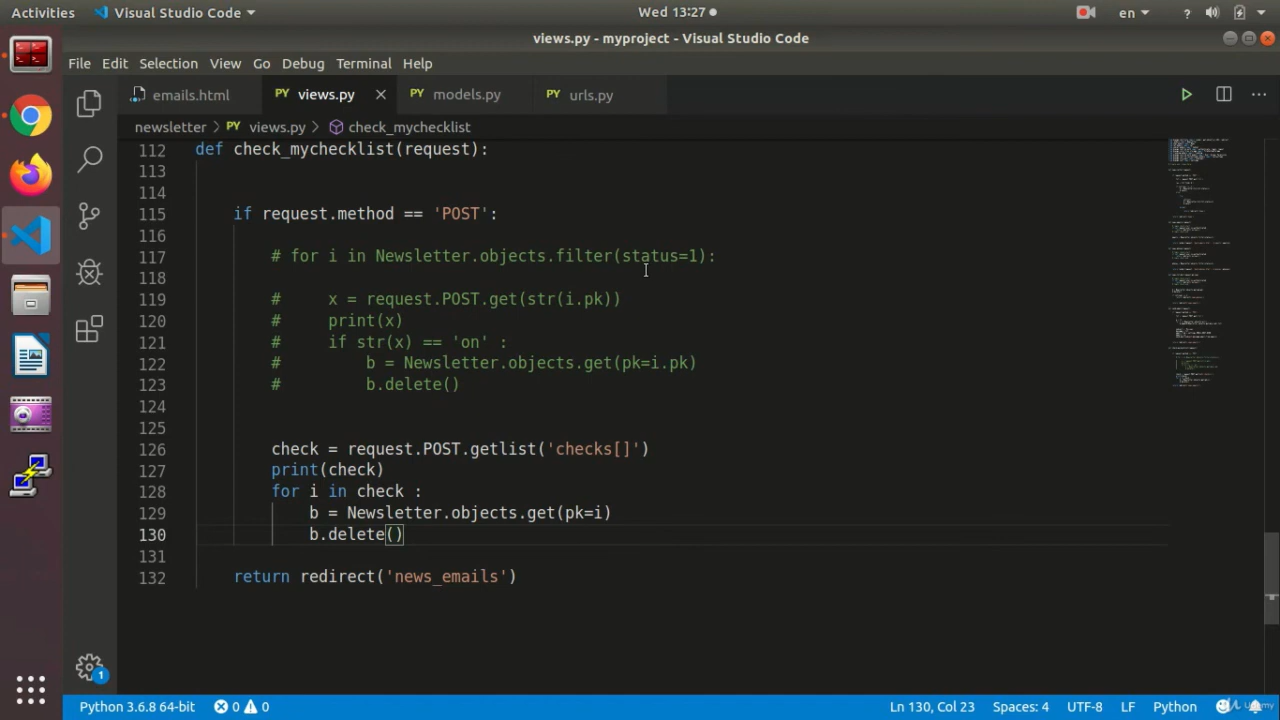 Activities Visual Studio Code Wed 13:27 en ?
views.py - myproject - Visual Studio Code
File Edit Selection View Go Debug Terminal Help
emails.html PY views.py PY models.py PY urls.py
newsletter PY views.py check_mychecklist
112 def check_mychecklist(request):
113
114
115 if request.method == 'POST':
116
117 # for i in Newsletter.objects.filter(status=1):
118
119 # x = request.POST.get(str(i.pk))
120 # print(x)
121 # if str(x) == 'on' :
122 # b = Newsletter.objects.get(pk=i.pk)
123 # b.delete()
124
125
126 check = request.POST.getlist('checks[]')
127 print(check)
128 for i in check :
129 b = Newsletter.objects.get(pk=i)
130 b.delete()
131
132 return redirect('news_emails')
1
Python 3.6.8 64-bit 0 0 Ln 130, Col 23 Spaces: 4 UTF-8 LF Python